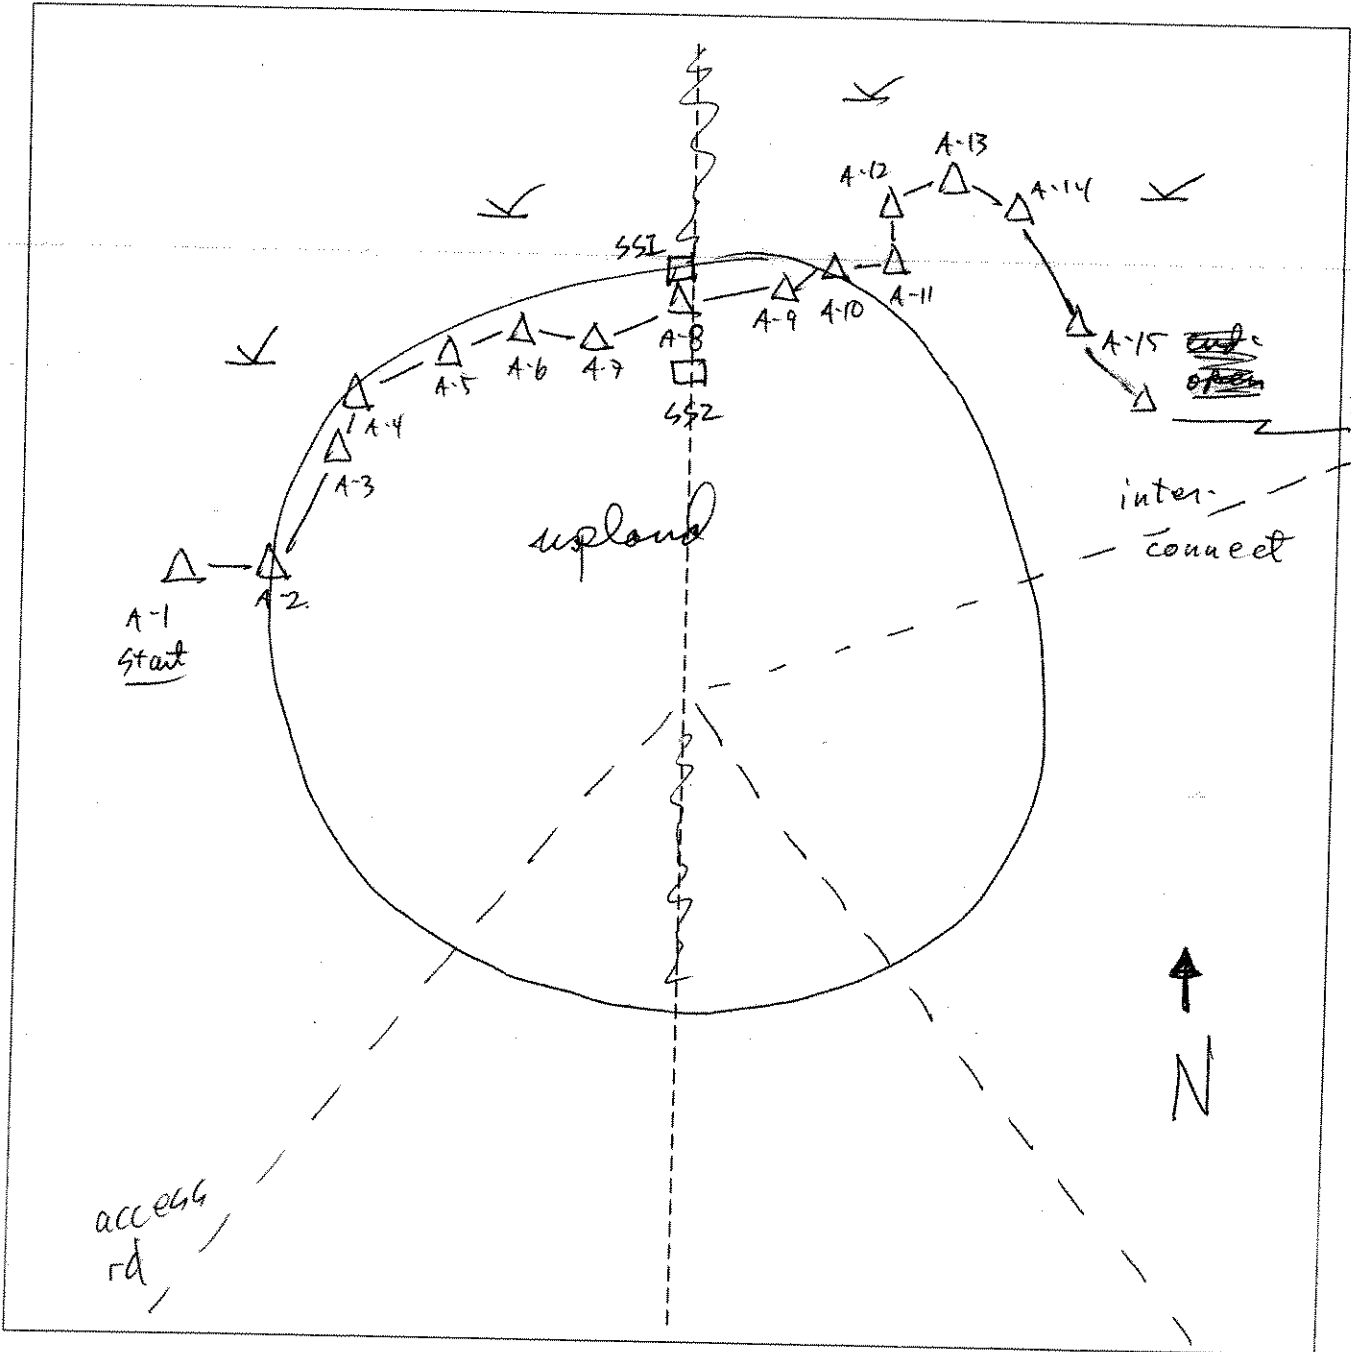 A-13
A-12
A-14
SS1
A-11
A-10
A-9
A-8
A-7
A-6
A-5
A-15
end-
open
SS2
A-4
A-3
inter-
connect
upland
A-2.
A-1
start
access
rd
N